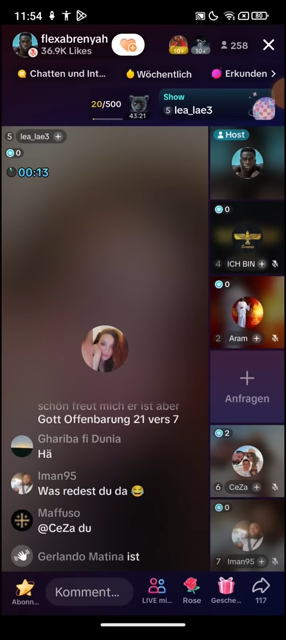 11:54
80
flexabrenyah
36.9K Likes
10+
10+
258
Chatten und Int...
Wöchentlich
Erkunden
20/500
43:21
Show
5 lea_lae3
5 lea_lae3
0
00:13
Host
0
4 ICH BIN
0
2 Aram
Anfragen
2
6 CeZa
0
7 Iman95
schön freut mich er ist aber
Gott Offenbarung 21 vers 7
Ghariba fi Dunia
Hä
Iman95
Was redest du da 😂
Maffuso
@CeZa du
Gerlando Matina ist
Abonn...
Komment...
LIVE mi...
Rose
Gesche...
117